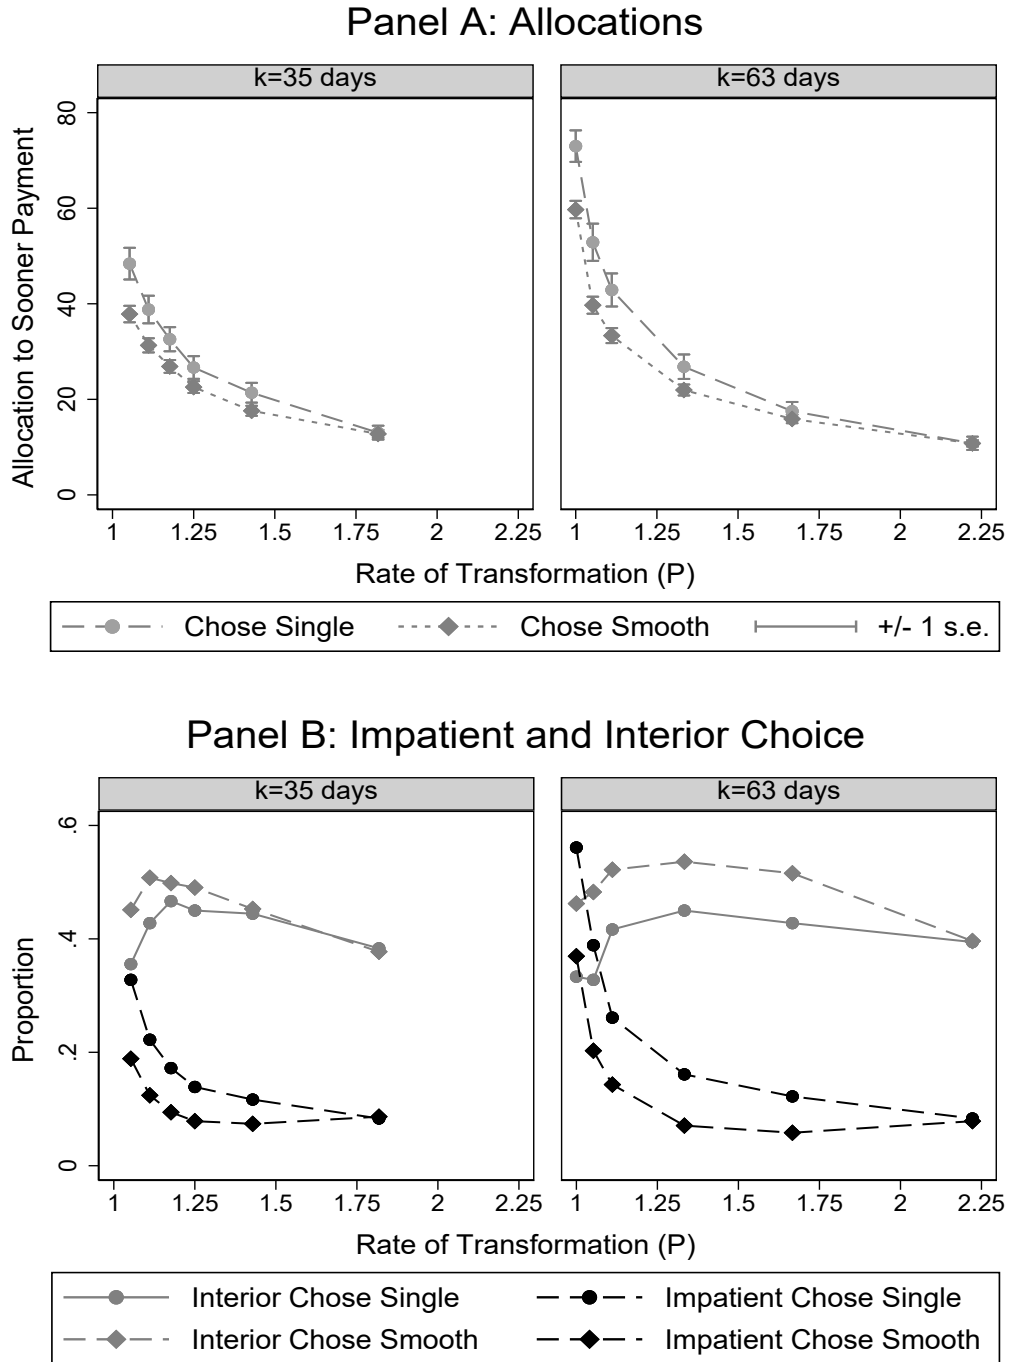 Panel A: Allocations
k=35 days
k=63 days
Allocation to Sooner Payment
80
60
40
20
0
1 1.25 1.5 1.75 2 2.25
1 1.25 1.5 1.75 2 2.25
Rate of Transformation (P)
Chose Single
Chose Smooth
+/- 1 s.e.
Panel B: Impatient and Interior Choice
k=35 days
k=63 days
Proportion
.6
.4
.2
0
1 1.25 1.5 1.75 2 2.25
1 1.25 1.5 1.75 2 2.25
Rate of Transformation (P)
Interior Chose Single
Impatient Chose Single
Interior Chose Smooth
Impatient Chose Smooth